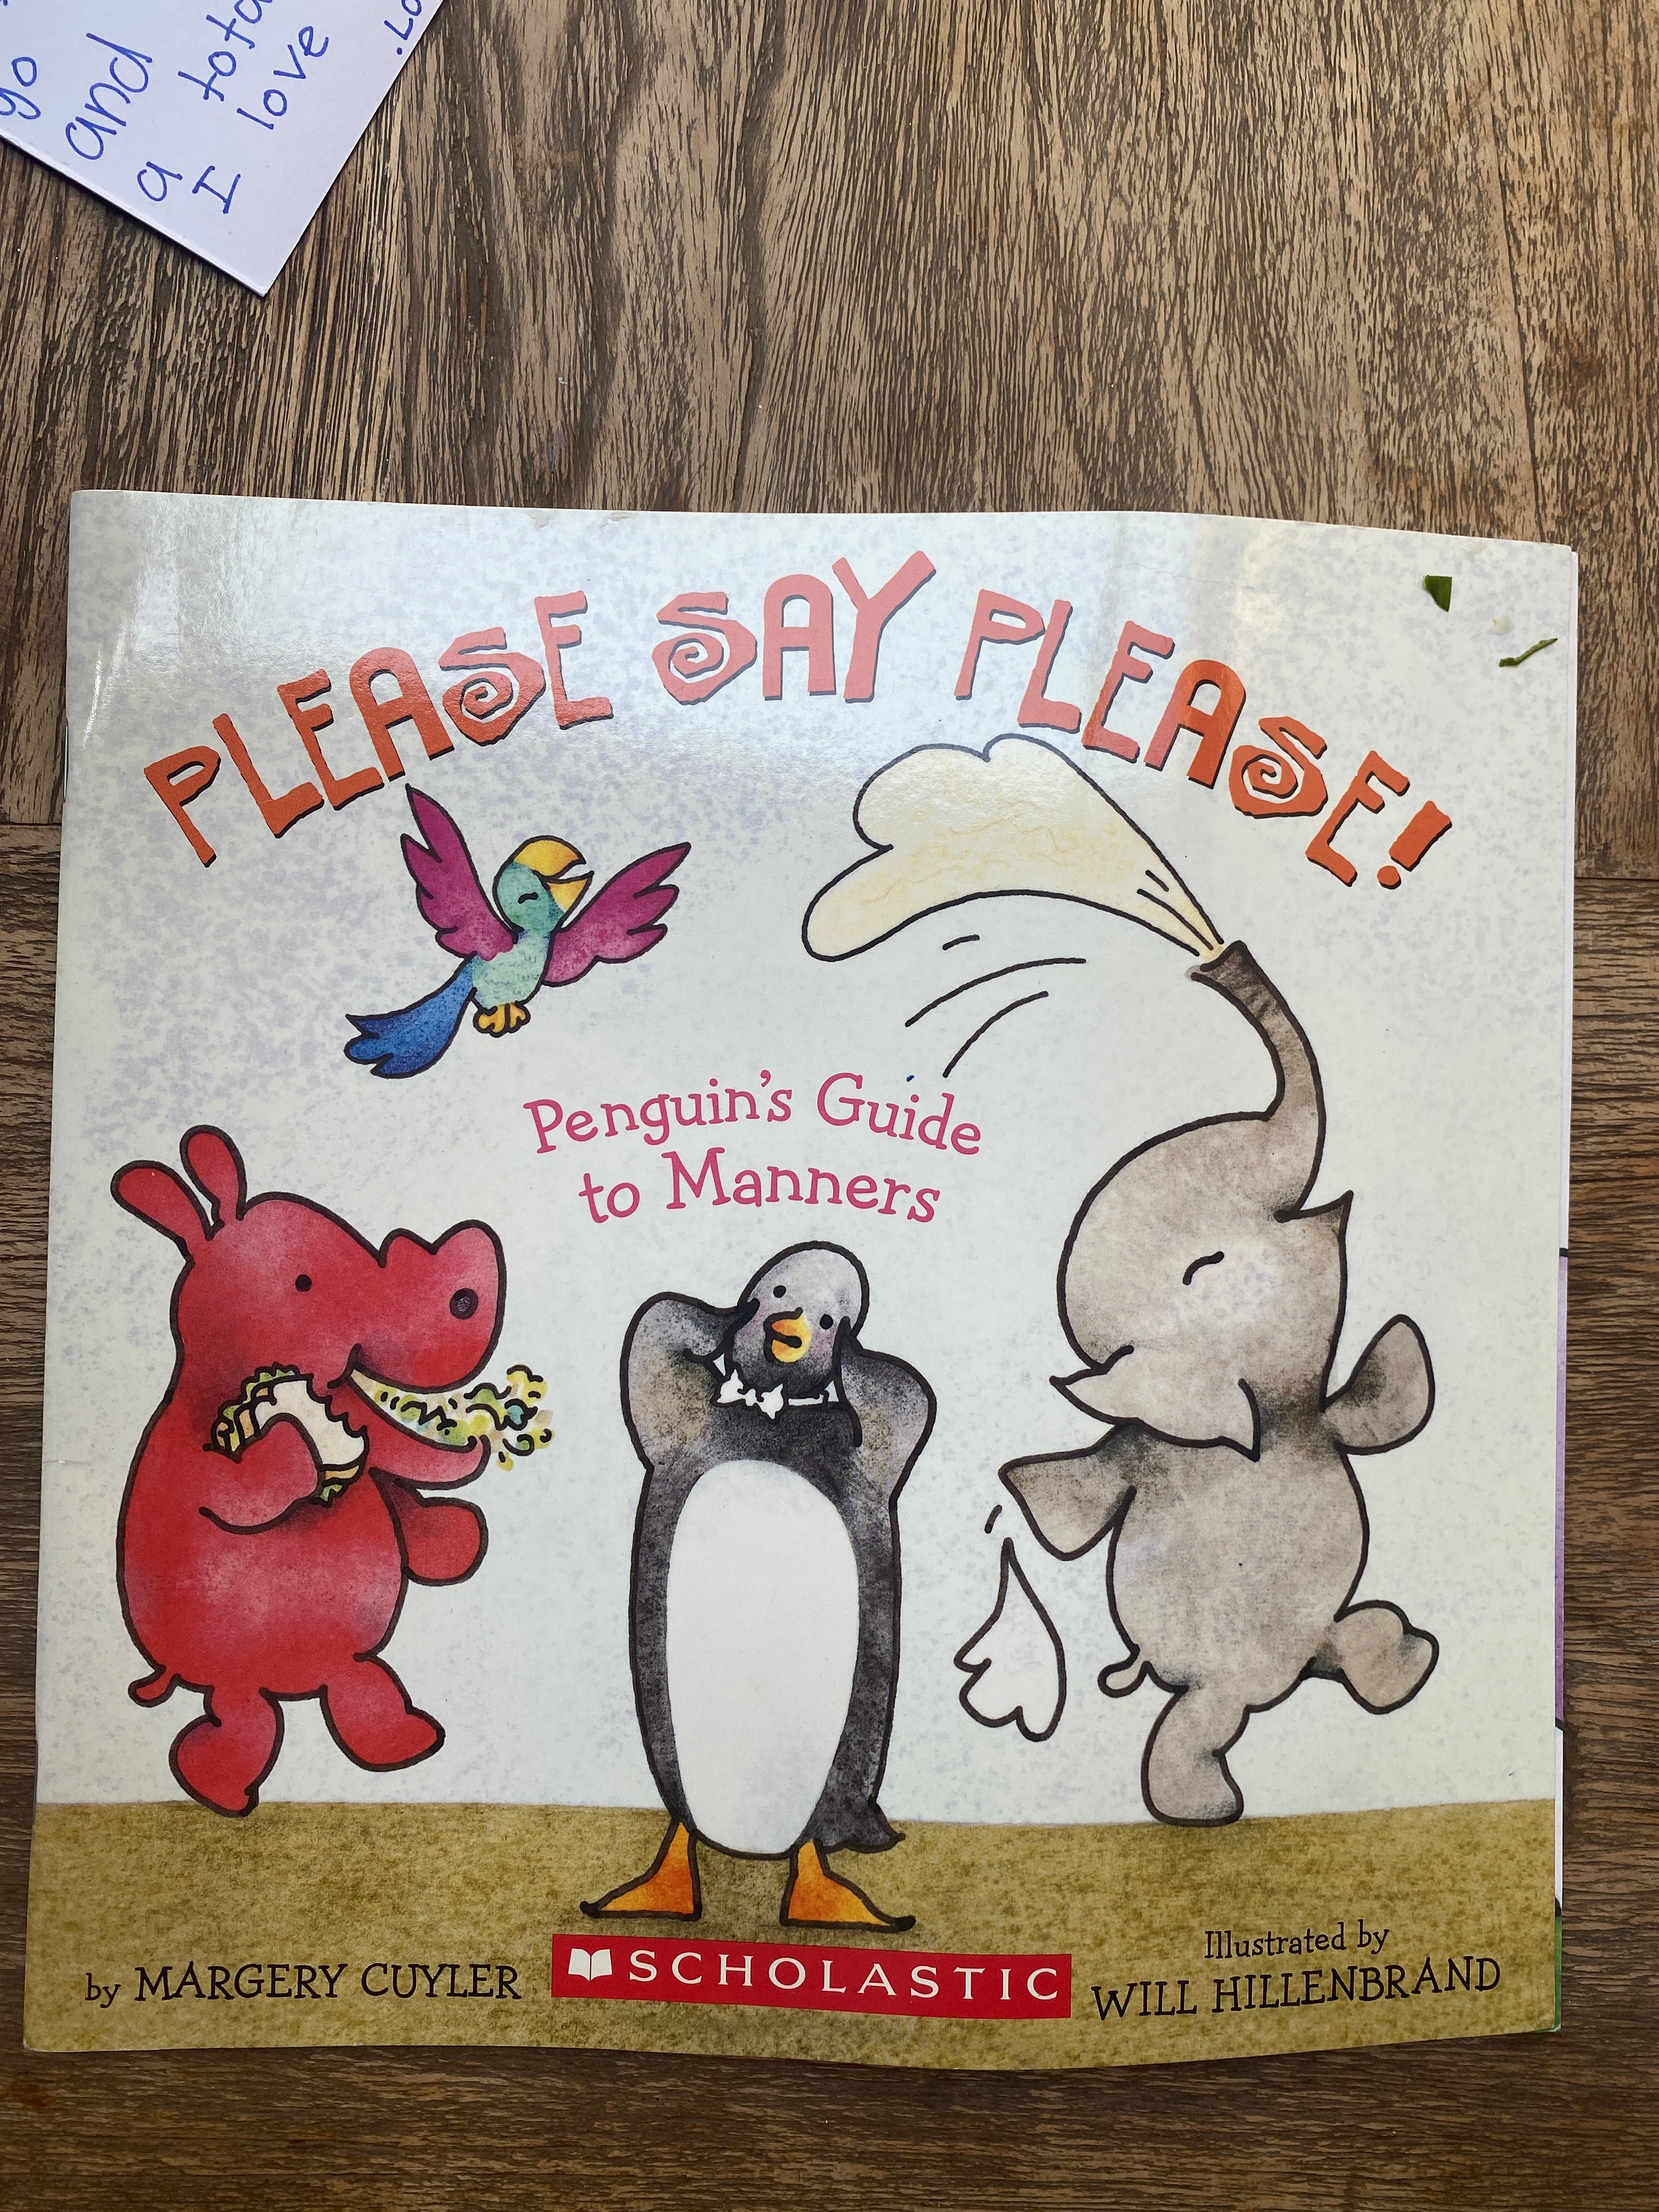 go
and
a tota
I love
.Lo
PLEASE SAY PLEASE!
Penguin's Guide
to Manners
by MARGERY CUYLER
SCHOLASTIC
Illustrated by
WILL HILLENBRAND